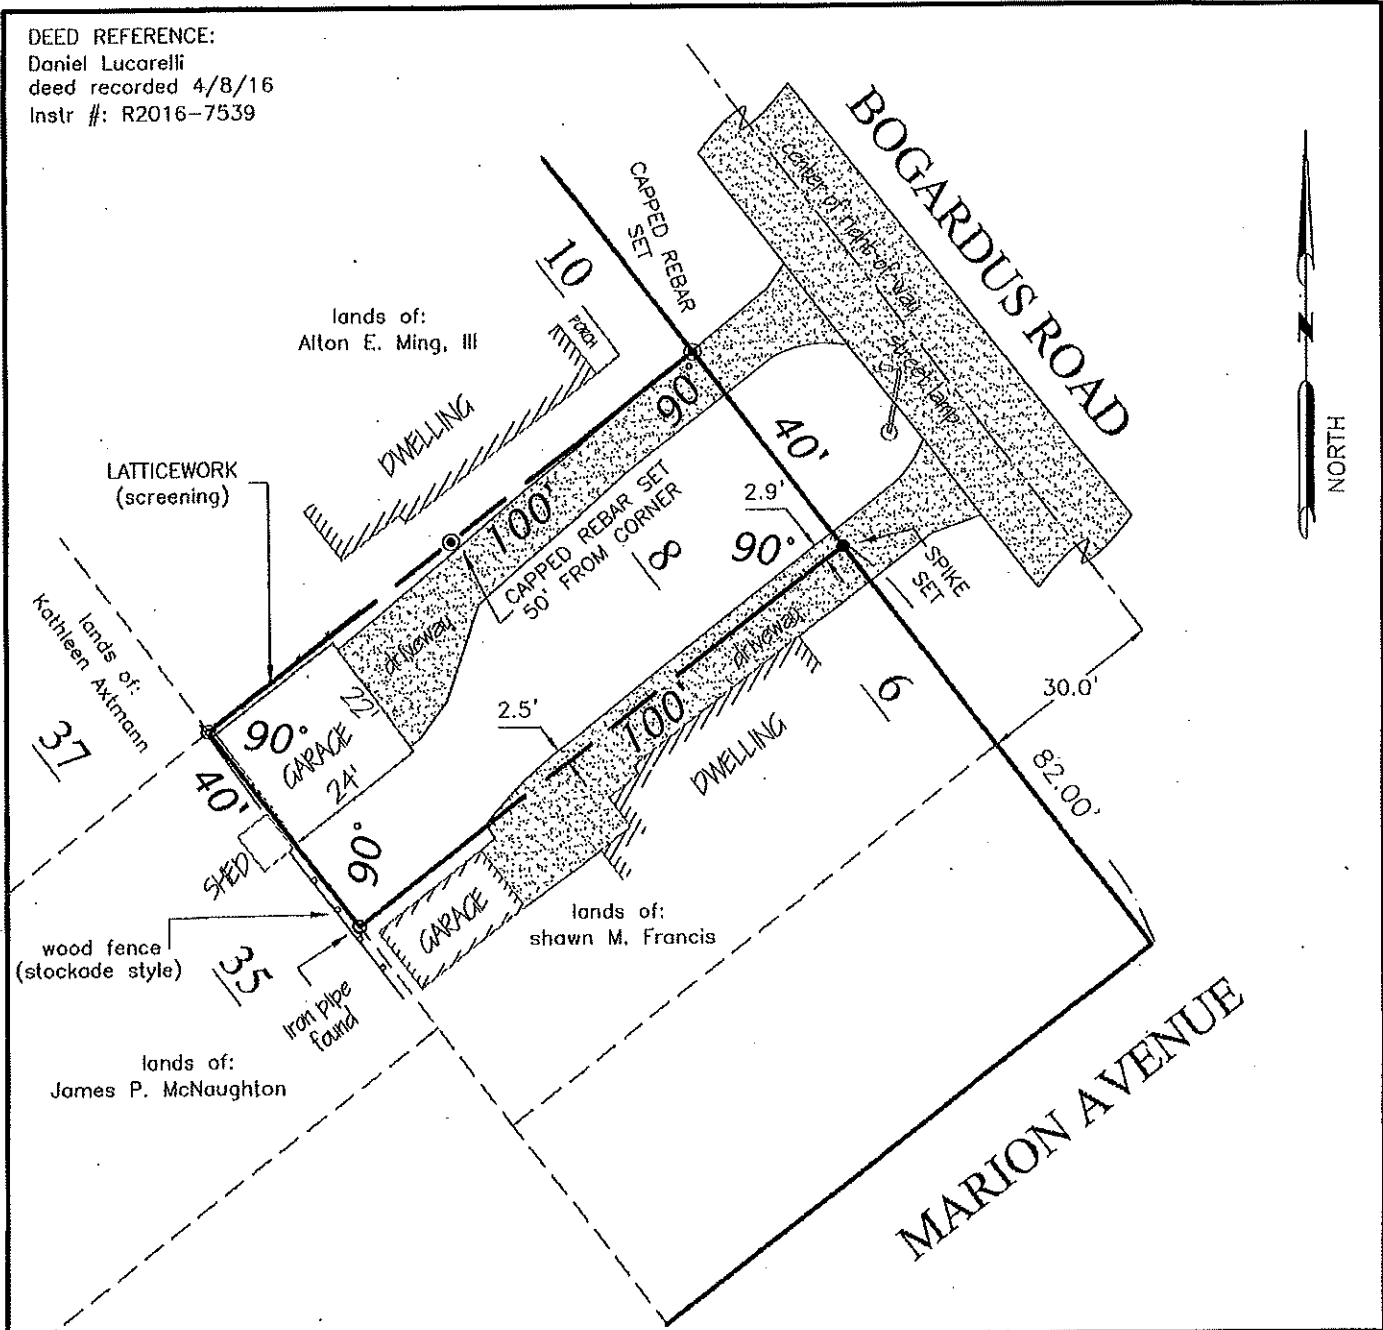 DEED REFERENCE:
Daniel Lucarelli
deed recorded 4/8/16
Instr #: R2016-7539
BOGARDUS ROAD
center of right-of-way
street lamp
CAPPED REBAR
SET
10
PORCH
lands of:
Alton E. Ming, III
DWELLING
90°
40'
NORTH
N
LATTICEWORK
(screening)
100'
CAPPED REBAR SET
50' FROM CORNER
8
2.9'
90°
SPIKE
SET
driveway
lands of:
Kathleen Axtmann
37
90°
22'
GARAGE
24'
40'
90°
2.5'
100'
driveway
DWELLING
6
30.0'
82.00'
SHED
GARAGE
lands of:
shawn M. Francis
wood fence
(stockade style)
35
Iron pipe
found
lands of:
James P. McNaughton
MARION AVENUE